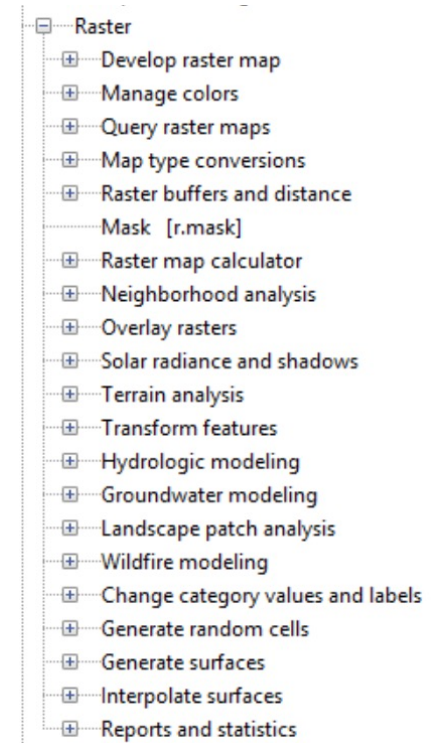 Raster
Develop raster map
Manage colors
Query raster maps
Map type conversions
Raster buffers and distance
Mask [r.mask]
Raster map calculator
Neighborhood analysis
Overlay rasters
Solar radiance and shadows
Terrain analysis
Transform features
Hydrologic modeling
Groundwater modeling
Landscape patch analysis
Wildfire modeling
Change category values and labels
Generate random cells
Generate surfaces
Interpolate surfaces
Reports and statistics